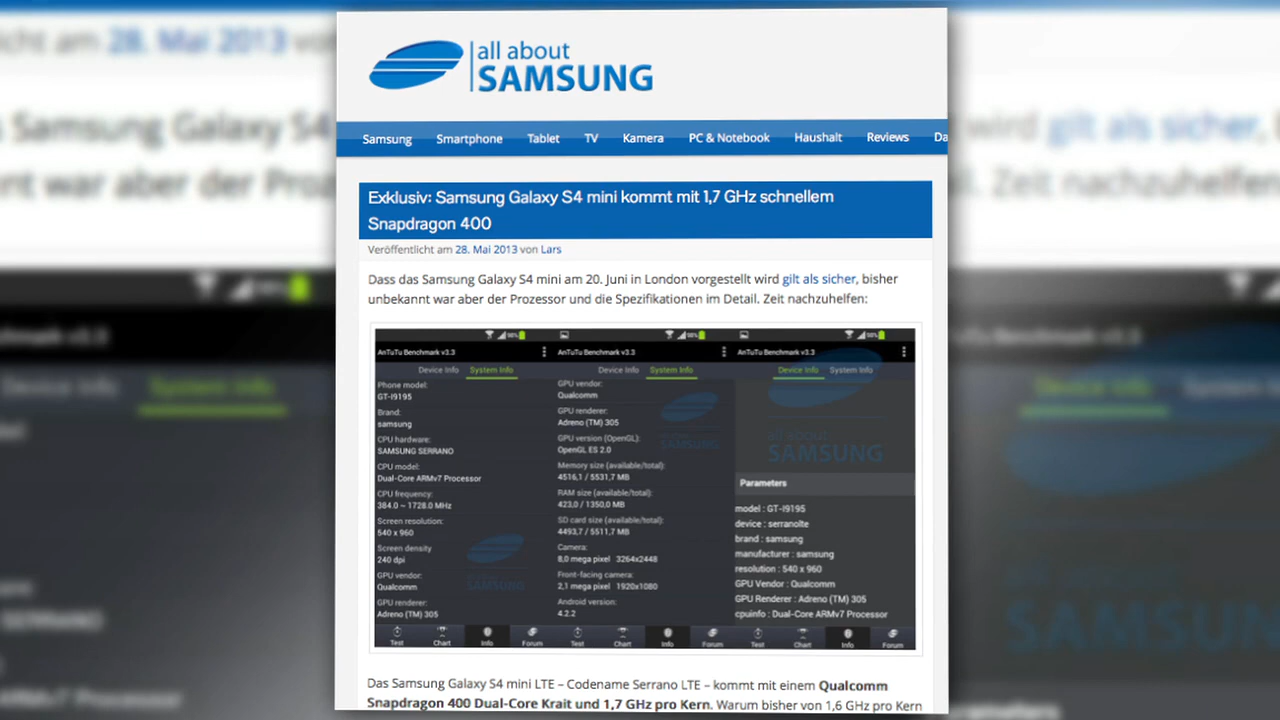 all about
SAMSUNG
Samsung Smartphone Tablet TV Kamera PC & Notebook Haushalt Reviews Da
Exklusiv: Samsung Galaxy S4 mini kommt mit 1,7 GHz schnellem
Snapdragon 400
Veröffentlicht am 28. Mai 2013 von Lars
Dass das Samsung Galaxy S4 mini am 20. Juni in London vorgestellt wird gilt als sicher, bisher
unbekannt war aber der Prozessor und die Spezifikationen im Detail. Zeit nachzuhelfen:
AnTuTu Benchmark v3.3
Device Info System Info
Phone model:
GT-I9195
Brand:
samsung
CPU hardware:
SAMSUNG SERRANO
CPU model:
Dual-Core ARMv7 Processor
CPU frequency:
384.0 ~ 1728.0 MHz
Screen resolution:
540 x 960
Screen density
240 dpi
GPU vendor:
Qualcomm
GPU renderer:
Adreno (TM) 305
Test Chart Info Forum
AnTuTu Benchmark v3.3
Device Info System Info
GPU vendor:
Qualcomm
GPU renderer:
Adreno (TM) 305
GPU version (OpenGL):
OpenGL ES 2.0
Memory size (available/total):
4516,1 / 5531,7 MB
RAM size (available/total):
423,0 / 1350,0 MB
SD card size (available/total):
4493,7 / 5511,7 MB
Camera:
8,0 mega pixel 3264x2448
Front-facing camera:
2,1 mega pixel 1920x1080
Android version:
4.2.2
Test Chart Info Forum
AnTuTu Benchmark v3.3
Device Info System Info
all about
SAMSUNG
Parameters
model : GT-I9195
device : serranolte
brand : samsung
manufacturer : samsung
resolution : 540 x 960
GPU Vendor : Qualcomm
GPU Renderer : Adreno (TM) 305
cpuinfo : Dual-Core ARMv7 Processor
Test Chart Info Forum
Das Samsung Galaxy S4 mini LTE – Codename Serrano LTE – kommt mit einem Qualcomm
Snapdragon 400 Dual-Core Krait und 1,7 GHz pro Kern. Warum bisher von 1,6 GHz pro Kern